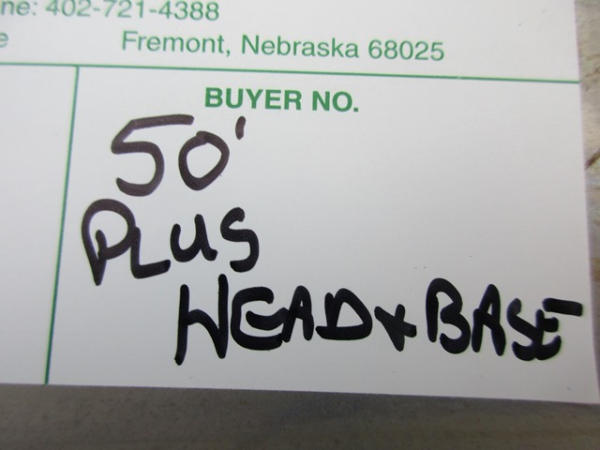 ne: 402-721-4388
e Fremont, Nebraska 68025
BUYER NO.
50'
PLUS
HEAD & BASE